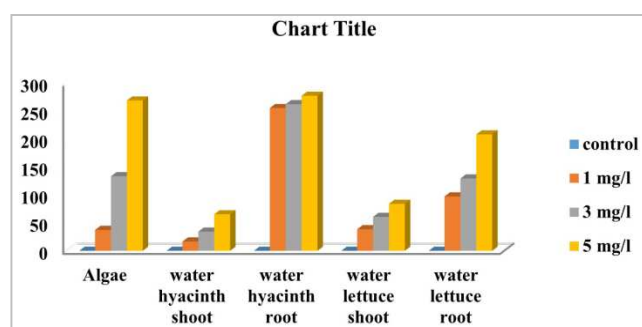 Chart Title
300
250
200
150
100
50
0
Algae
water
hyacinth
shoot
water
hyacinth
root
water
lettuce
shoot
water
lettuce
root
control
1 mg/l
3 mg/l
5 mg/l